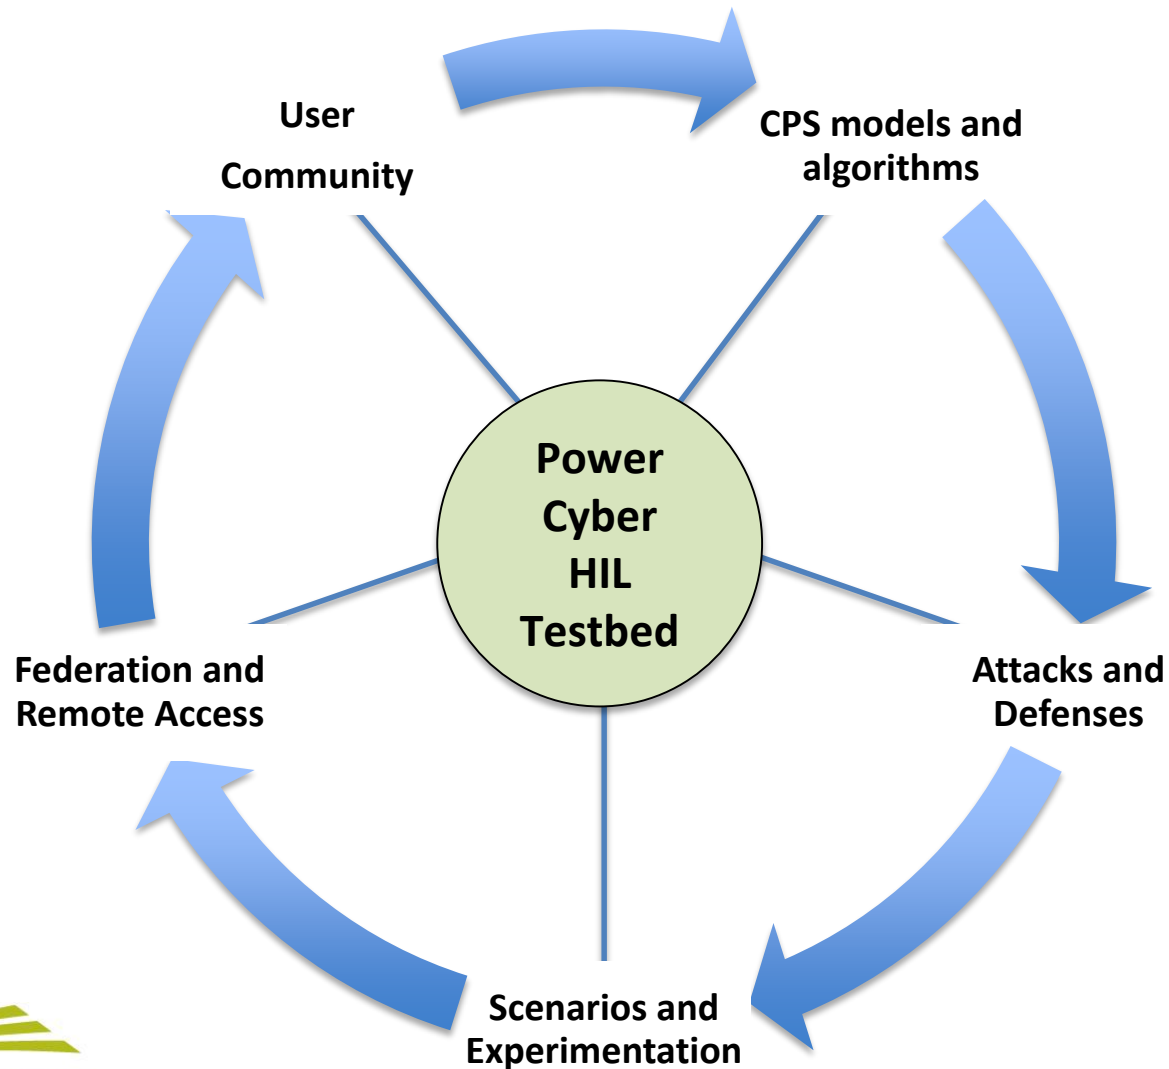 User
Community
CPS models and
algorithms
Power
Cyber
HIL
Testbed
Federation and
Remote Access
Attacks and
Defenses
Scenarios and
Experimentation